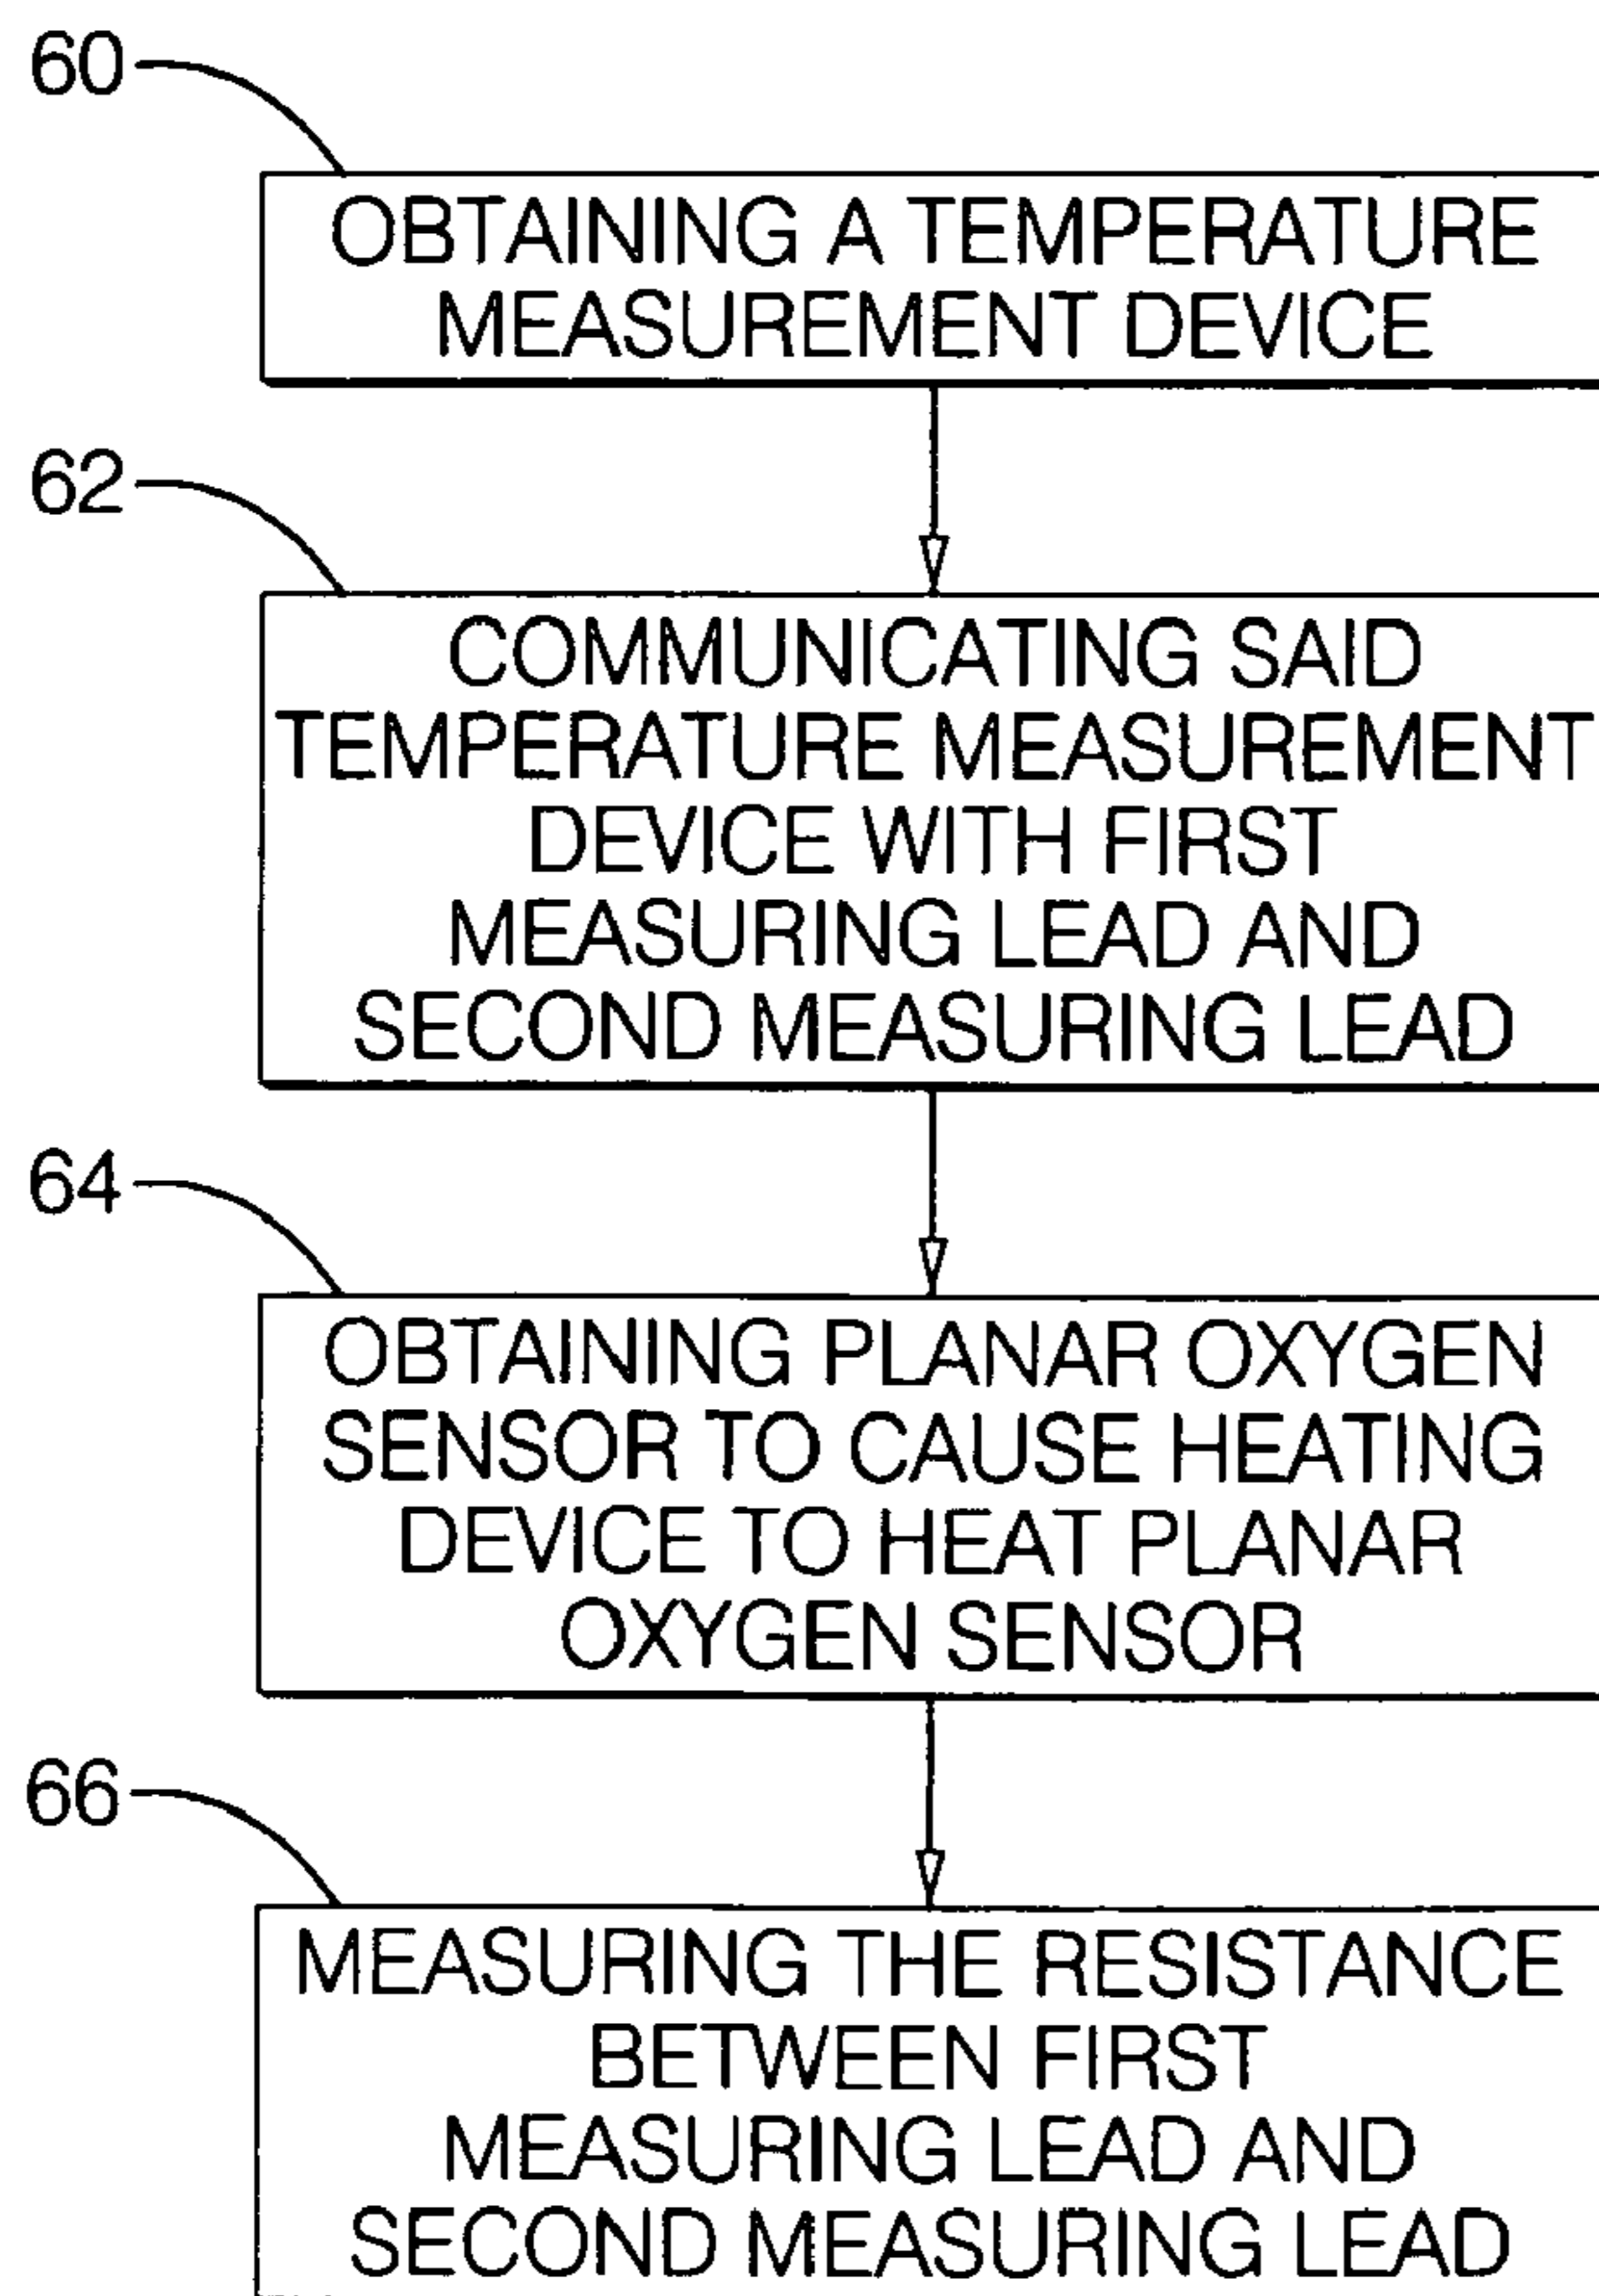 60
OBTAINING A TEMPERATURE
MEASUREMENT DEVICE
62
COMMUNICATING SAID
TEMPERATURE MEASUREMENT
DEVICE WITH FIRST
MEASURING LEAD AND
SECOND MEASURING LEAD
64
OBTAINING PLANAR OXYGEN
SENSOR TO CAUSE HEATING
DEVICE TO HEAT PLANAR
OXYGEN SENSOR
66
MEASURING THE RESISTANCE
BETWEEN FIRST
MEASURING LEAD AND
SECOND MEASURING LEAD